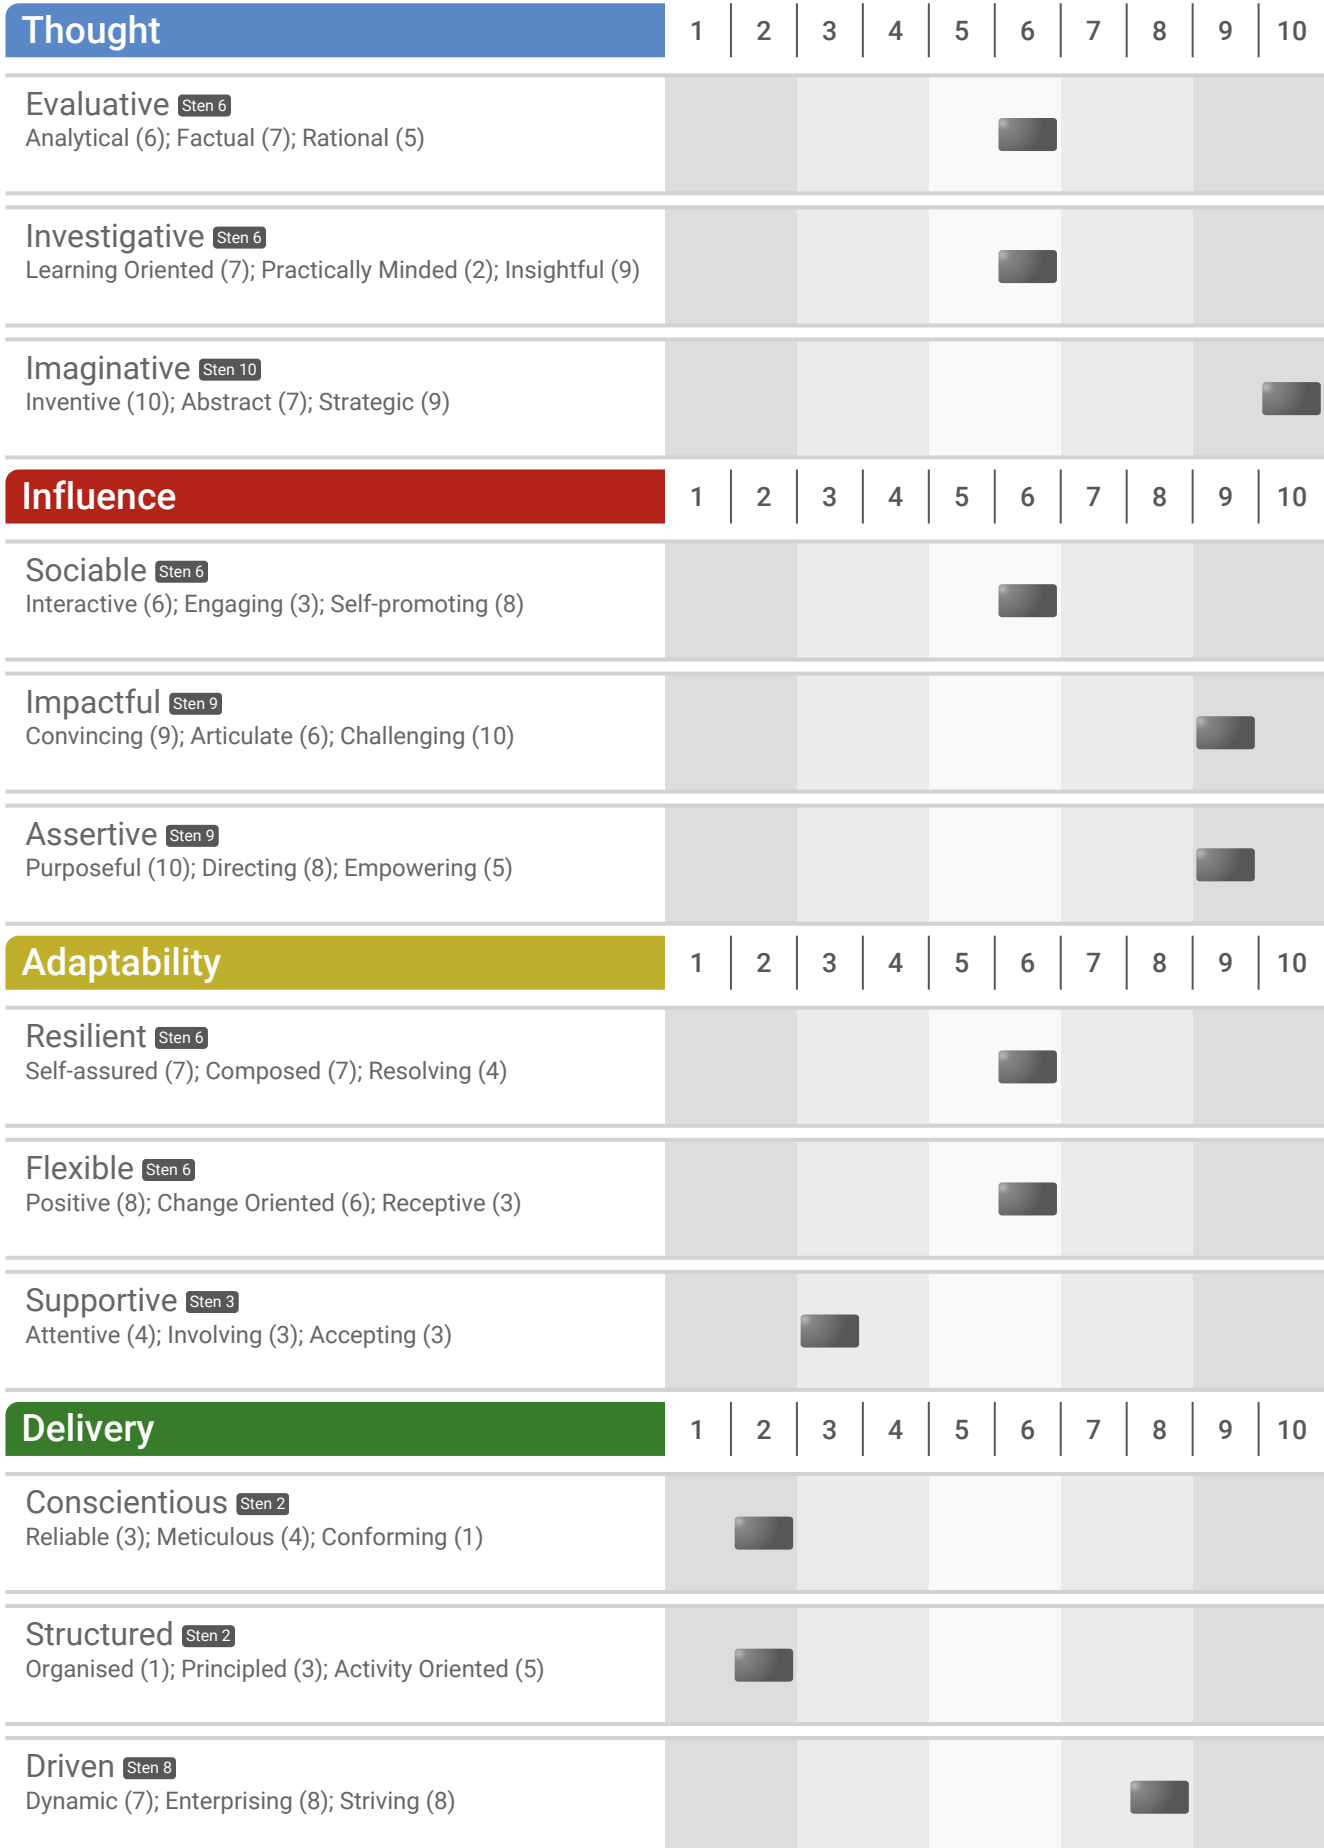 Thought 1 2 3 4 5 6 7 8 9 10
Evaluative Sten 6
Analytical (6); Factual (7); Rational (5)
Investigative Sten 6
Learning Oriented (7); Practically Minded (2); Insightful (9)
Imaginative Sten 10
Inventive (10); Abstract (7); Strategic (9)
Influence 1 2 3 4 5 6 7 8 9 10
Sociable Sten 6
Interactive (6); Engaging (3); Self-promoting (8)
Impactful Sten 9
Convincing (9); Articulate (6); Challenging (10)
Assertive Sten 9
Purposeful (10); Directing (8); Empowering (5)
Adaptability 1 2 3 4 5 6 7 8 9 10
Resilient Sten 6
Self-assured (7); Composed (7); Resolving (4)
Flexible Sten 6
Positive (8); Change Oriented (6); Receptive (3)
Supportive Sten 3
Attentive (4); Involving (3); Accepting (3)
Delivery 1 2 3 4 5 6 7 8 9 10
Conscientious Sten 2
Reliable (3); Meticulous (4); Conforming (1)
Structured Sten 2
Organised (1); Principled (3); Activity Oriented (5)
Driven Sten 8
Dynamic (7); Enterprising (8); Striving (8)